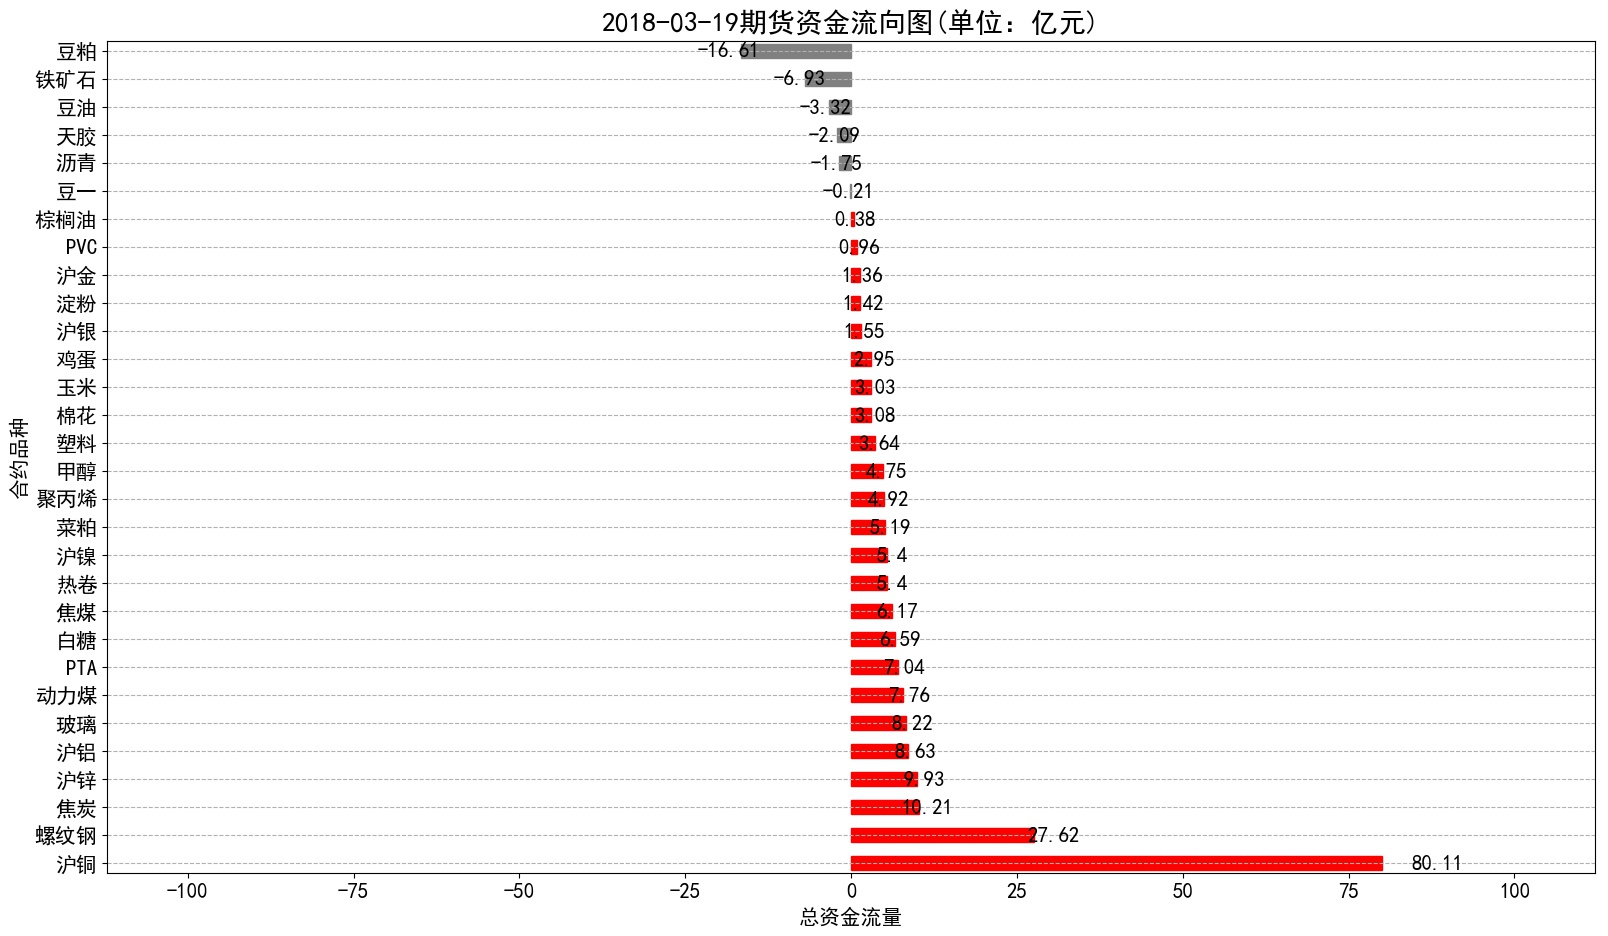 2018-03-19期货资金流向图(单位：亿元)
豆粕 -16.61
铁矿石 -6.93
豆油 -3.32
天胶 -2.09
沥青 -1.75
豆一 -0.21
棕榈油 0.38
PVC 0.96
沪金 1.36
淀粉 1.42
沪银 1.55
鸡蛋 2.95
玉米 3.03
棉花 3.08
塑料 3.64
甲醇 4.75
聚丙烯 4.92
菜粕 5.19
沪镍 5.4
热卷 5.4
焦煤 6.17
白糖 6.59
PTA 7.04
动力煤 7.76
玻璃 8.22
沪铝 8.63
沪锌 9.93
焦炭 10.21
螺纹钢 27.62
沪铜 80.11
合约品种
-100 -75 -50 -25 0 25 50 75 100
总资金流量